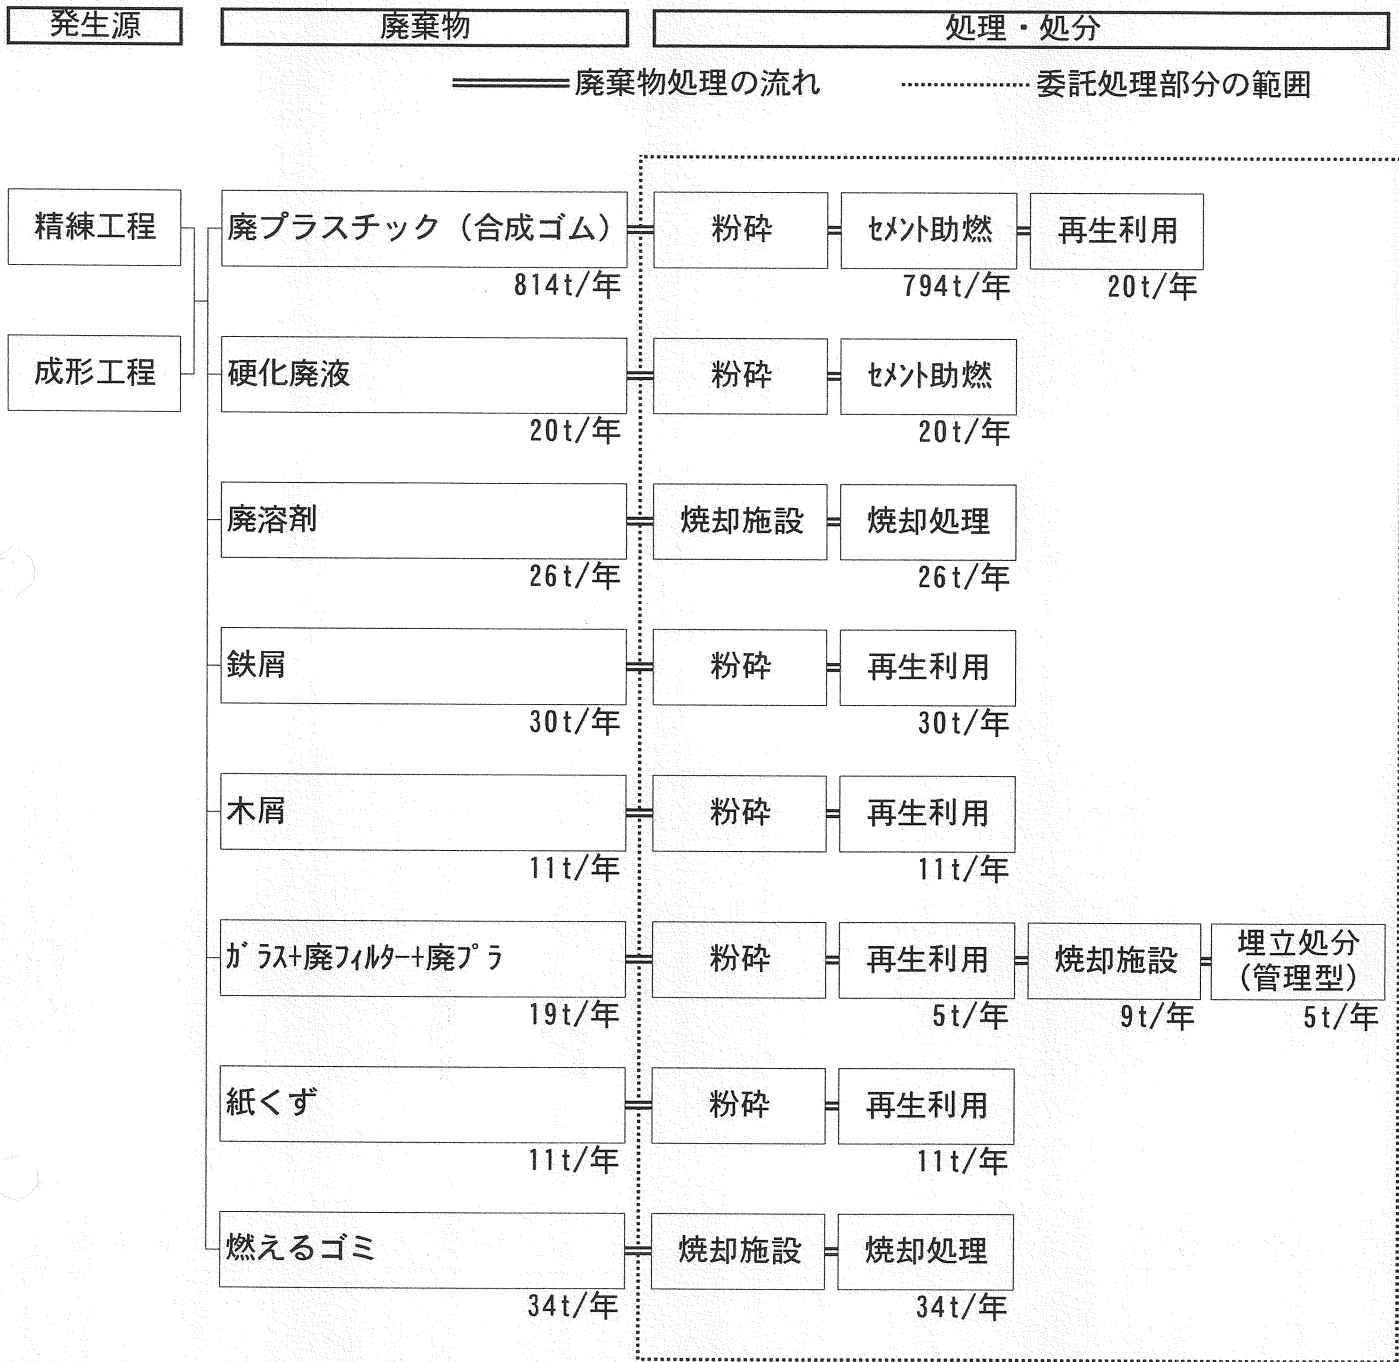 発生源 廃棄物 処理・処分
廃棄物処理の流れ 委託処理部分の範囲
精練工程 廃プラスチック（合成ゴム） 粉砕 ｾﾒﾝﾄ助燃 再生利用
814t/年 794t/年 20t/年
成形工程 硬化廃液 粉砕 ｾﾒﾝﾄ助燃
20t/年 20t/年
廃溶剤 焼却施設 焼却処理
26t/年 26t/年
鉄屑 粉砕 再生利用
30t/年 30t/年
木屑 粉砕 再生利用
11t/年 11t/年
ｶﾞﾗｽ+廃ﾌｨﾙﾀｰ+廃ﾌﾟﾗ 粉砕 再生利用 焼却施設 埋立処分
（管理型）
19t/年 5t/年 9t/年 5t/年
紙くず 粉砕 再生利用
11t/年 11t/年
燃えるゴミ 焼却施設 焼却処理
34t/年 34t/年